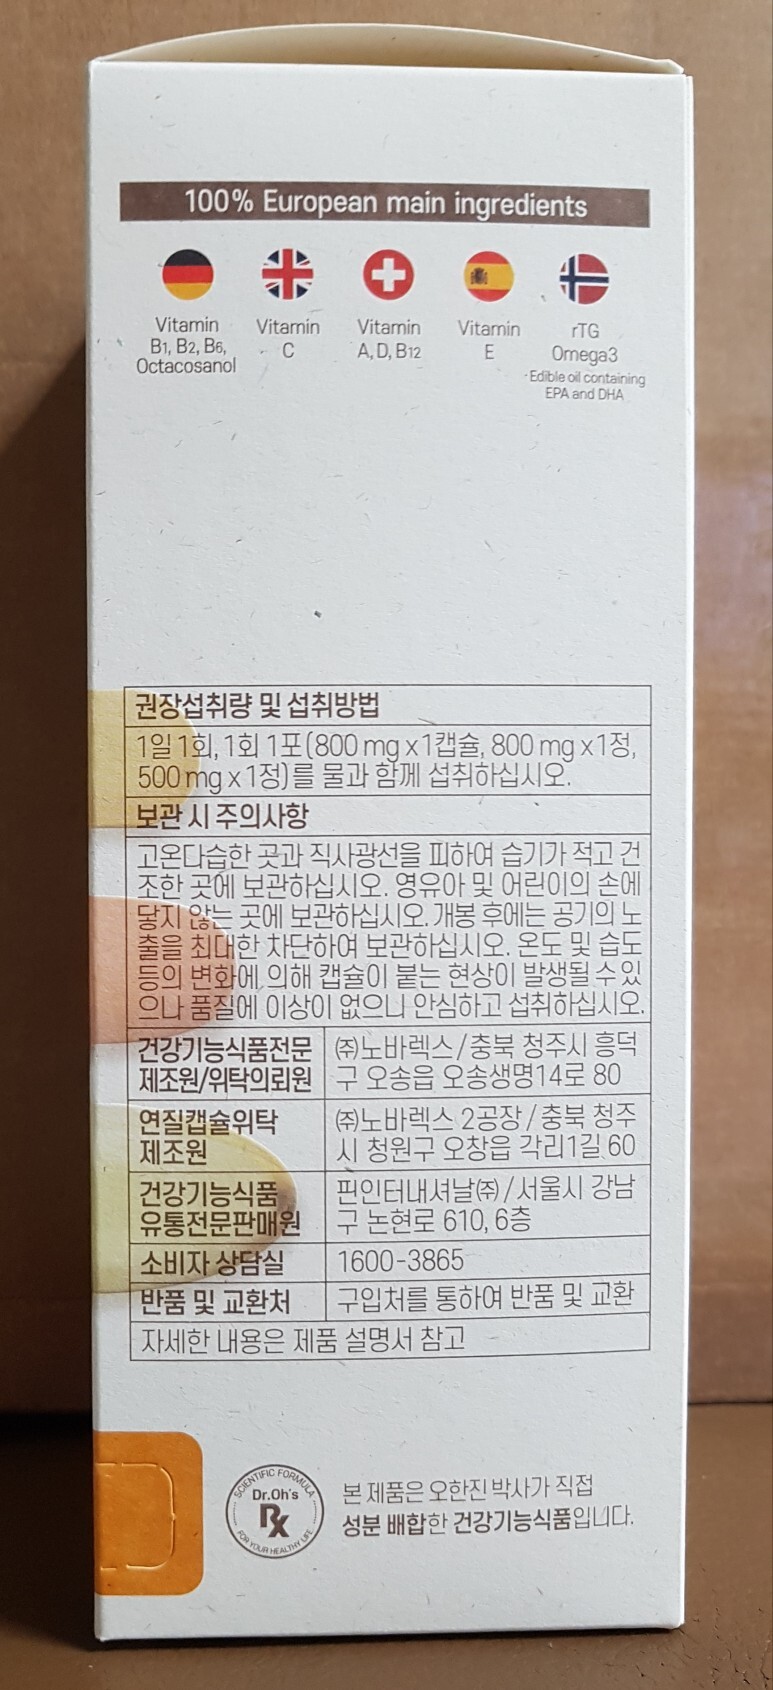 100% European main ingredients
Vitamin
B1, B2, B6,
Octacosanol
Vitamin
C
Vitamin
A, D, B12
Vitamin
E
rTG
Omega3
· Edible oil containing
EPA and DHA
권장섭취량 및 섭취방법
1일 1회, 1회 1포(800 mg x1캡슐, 800 mg x1정,
500 mg x 1정)를 물과 함께 섭취하십시오.
보관 시 주의사항
고온다습한 곳과 직사광선을 피하여 습기가 적고 건
조한 곳에 보관하십시오. 영유아 및 어린이의 손에
닿지 않는 곳에 보관하십시오. 개봉 후에는 공기의 노
출을 최대한 차단하여 보관하십시오. 온도 및 습도
등의 변화에 의해 캡슐이 붙는 현상이 발생될 수 있
으나 품질에 이상이 없으니 안심하고 섭취하십시오.
건강기능식품전문
제조원/위탁의뢰원
㈜노바렉스/충북 청주시 흥덕
구 오송읍 오송생명14로 80
연질캡슐위탁
제조원
㈜노바렉스 2공장/충북 청주
시 청원구 오창읍 각리1길 60
건강기능식품
유통전문판매원
핀인터내셔날㈜/서울시 강남
구 논현로 610, 6층
소비자 상담실
1600-3865
반품 및 교환처
구입처를 통하여 반품 및 교환
자세한 내용은 제품 설명서 참고
SCIENTIFIC FORMULA
Dr.Oh's
Rx
FOR YOUR HEALTHY LIFE
본 제품은 오한진 박사가 직접
성분 배합한 건강기능식품입니다.